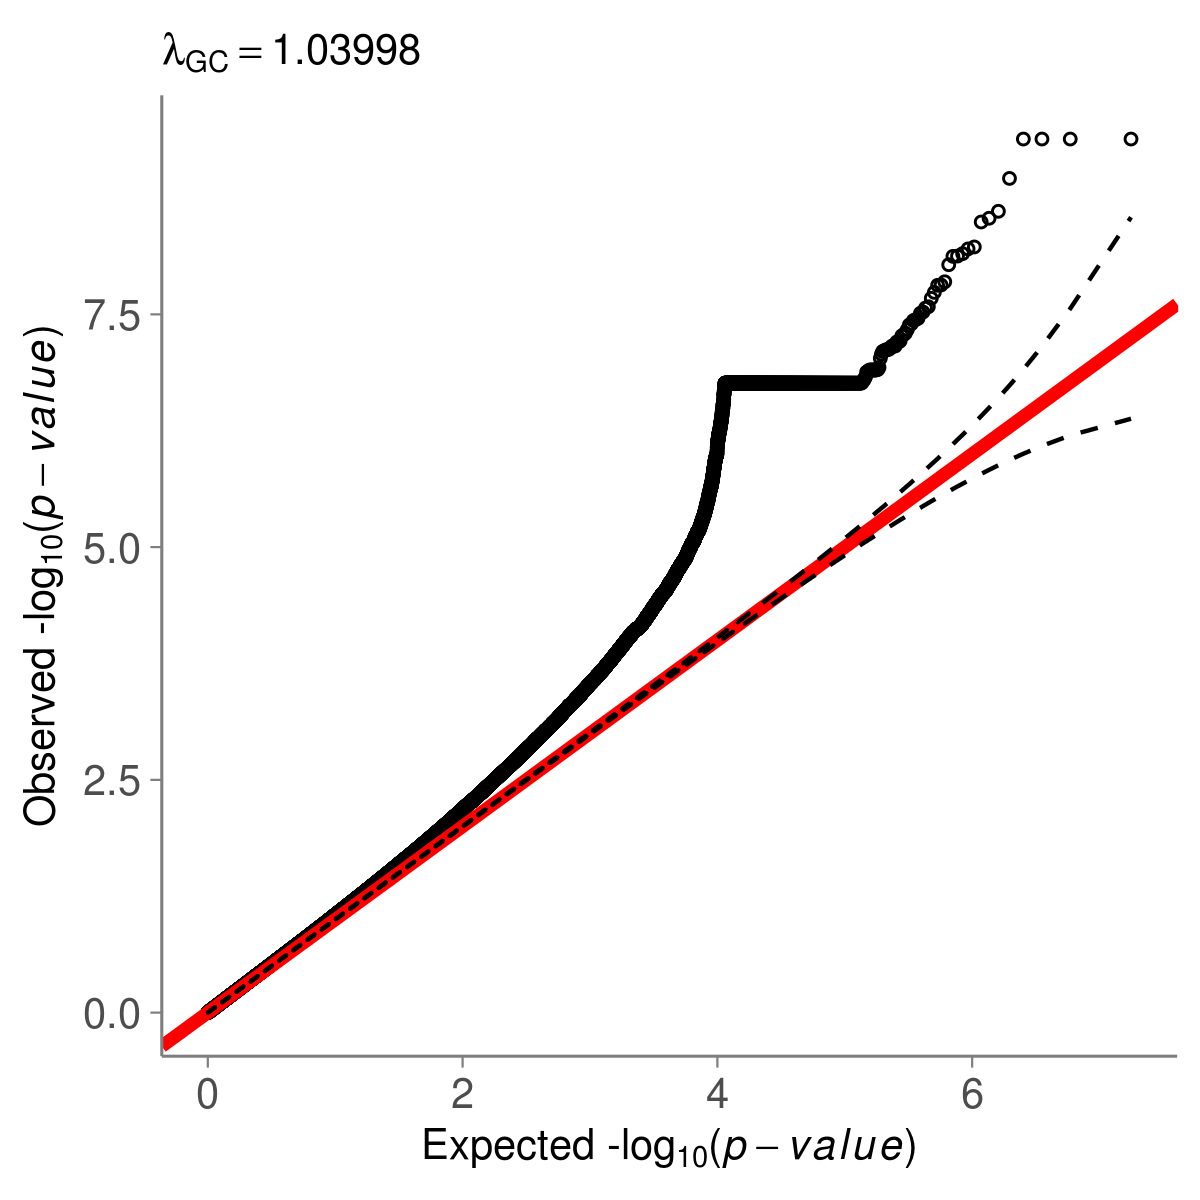 λGC = 1.03998
Observed -log10(p − value)
7.5
5.0
2.5
0.0
0 2 4 6
Expected -log10(p − value)